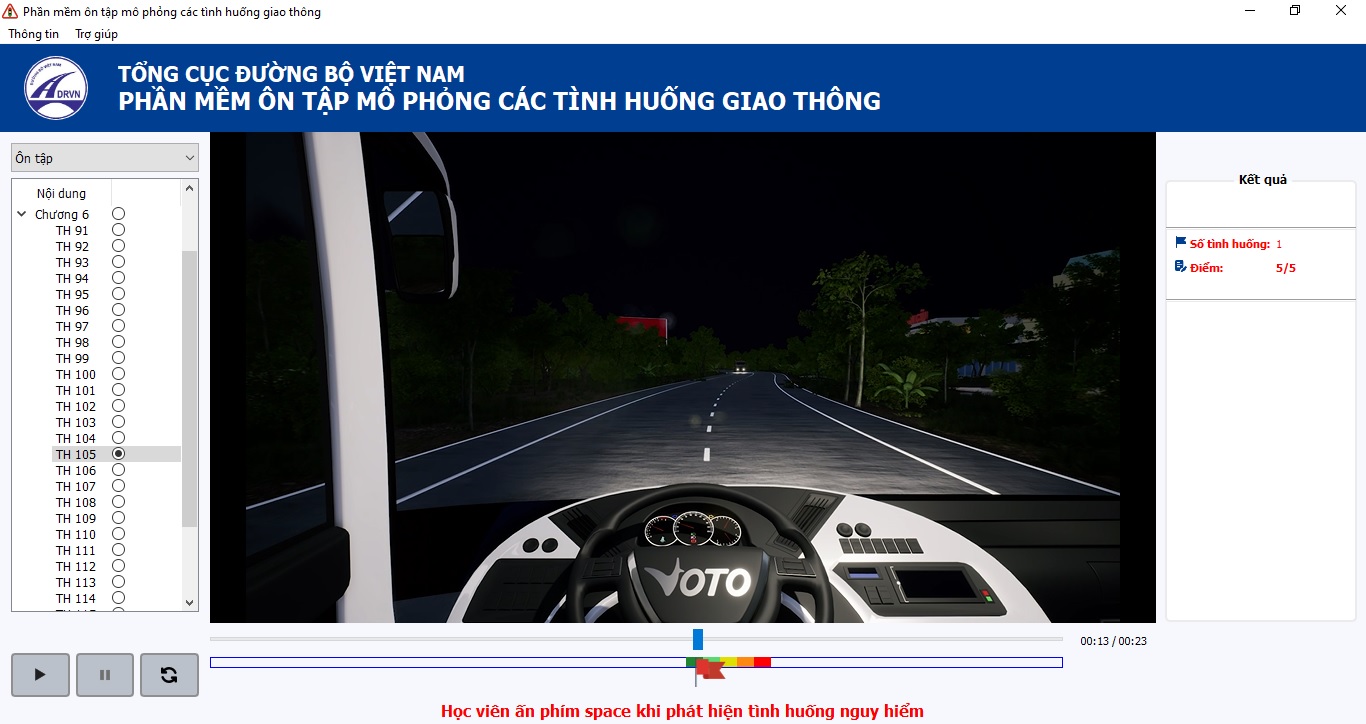 Phần mềm ôn tập mô phỏng các tình huống giao thông
Thông tin Trợ giúp
TỔNG CỤC ĐƯỜNG BỘ VIỆT NAM
PHẦN MỀM ÔN TẬP MÔ PHỎNG CÁC TÌNH HUỐNG GIAO THÔNG
DRVN
Ôn tập
Nội dung
Chương 6
TH 91
TH 92
TH 93
TH 94
TH 95
TH 96
TH 97
TH 98
TH 99
TH 100
TH 101
TH 102
TH 103
TH 104
TH 105
TH 106
TH 107
TH 108
TH 109
TH 110
TH 111
TH 112
TH 113
TH 114
VOTO
Kết quả
Số tình huống: 1
Điểm: 5/5
00:13 / 00:23
Học viên ấn phím space khi phát hiện tình huống nguy hiểm